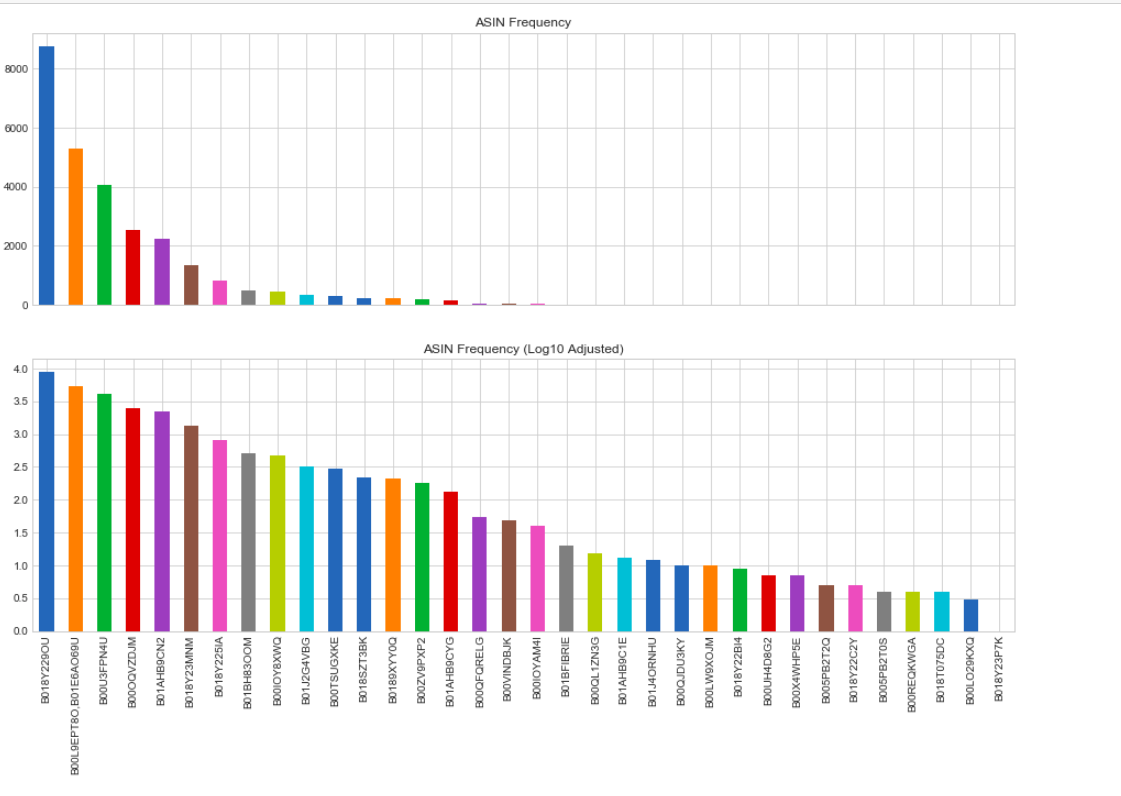 ASIN Frequency
8000
6000
4000
2000
0
ASIN Frequency (Log10 Adjusted)
4.0
3.5
3.0
2.5
2.0
1.5
1.0
0.5
0.0
B018Y229OU
B00L9EPT8O,B01E6AO69U
B00U3FPN4U
B00OQVZDJM
B01AHB9CN2
B018Y23MNM
B018Y225IA
B01BH83OOM
B00IOY8XWQ
B01J2G4VBG
B00TSUGXKE
B018SZT3BK
B0189XYY0Q
B00ZV9PXP2
B01AHB9CYG
B00QFQRELG
B00VINDBJK
B00IOYAM4I
B01BFIBRIE
B00QL1ZN3G
B01AHB9C1E
B01J4ORNHU
B00QJDU3KY
B00LW9XOJM
B018Y22BI4
B00UH4D8G2
B00X4WHP5E
B005PB2T2Q
B018Y22C2Y
B005PB2T0S
B00REQKWGA
B018T075DC
B00LO29KXQ
B018Y23P7K